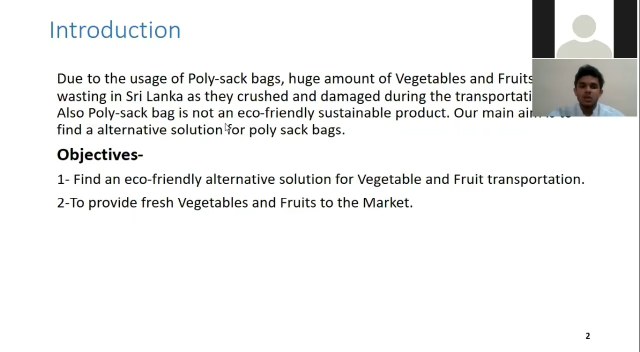 Introduction
Due to the usage of Poly-sack bags, huge amount of Vegetables and Fruits
wasting in Sri Lanka as they crushed and damaged during the
Also Poly-sack bag is not an eco-friendly sustainable product. Our main
find a alternative solution for poly sack bags.
Objectives-
1- Find an eco-friendly alternative solution for Vegetable and Fruit transportation.
2-To provide fresh Vegetables and Fruits to the Market.
2